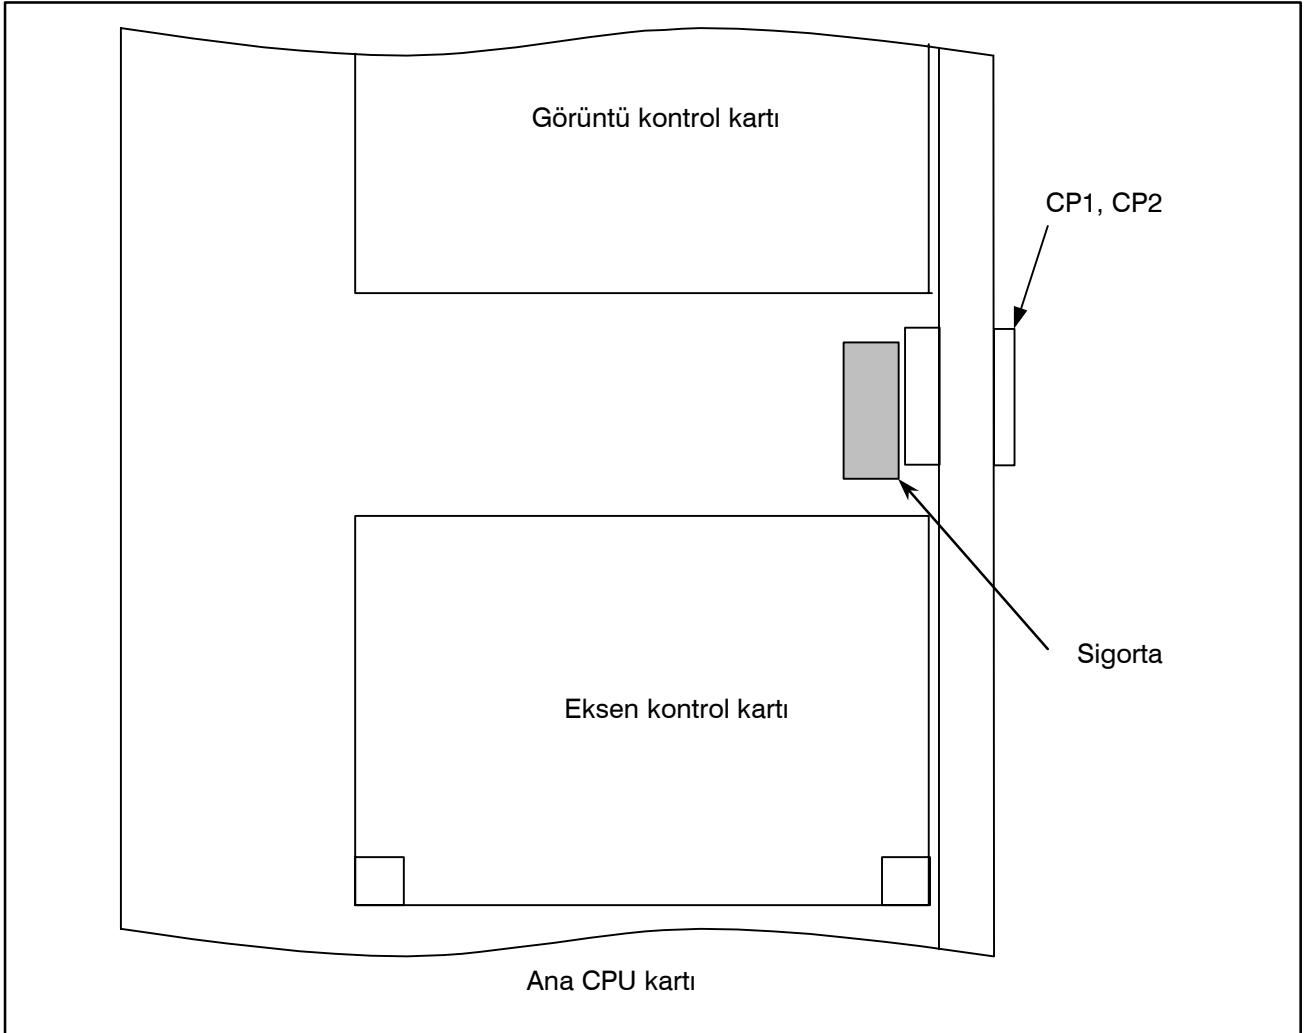 Görüntü kontrol kartı
CP1, CP2
Sigorta
Eksen kontrol kartı
Ana CPU kartı